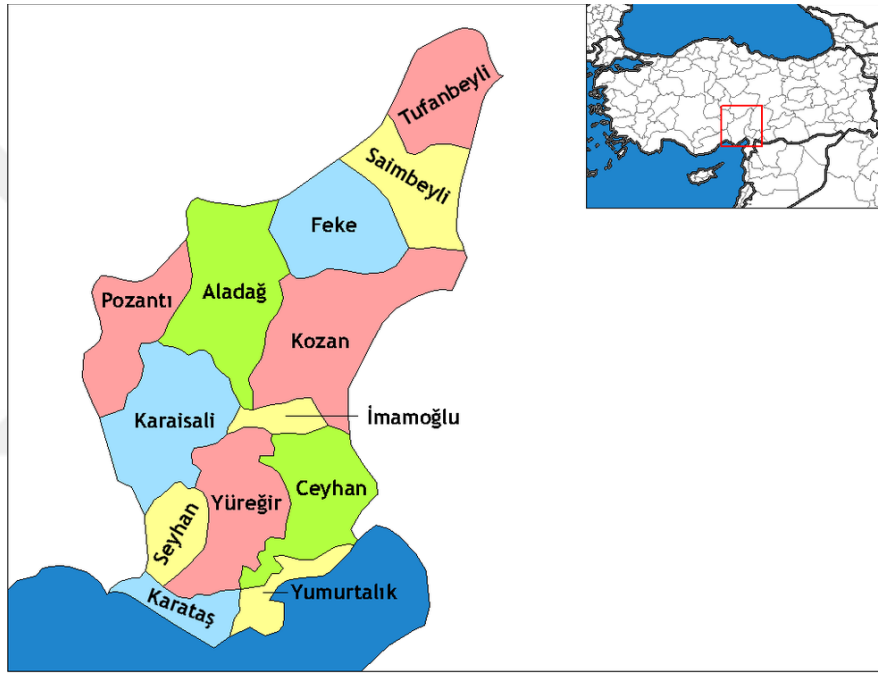 Tufanbeyli
Saimbeyli
Feke
Aladağ
Pozantı
Kozan
Karaisali
İmamoğlu
Ceyhan
Yüreğir
Seyhan
Yumurtalık
Karataş